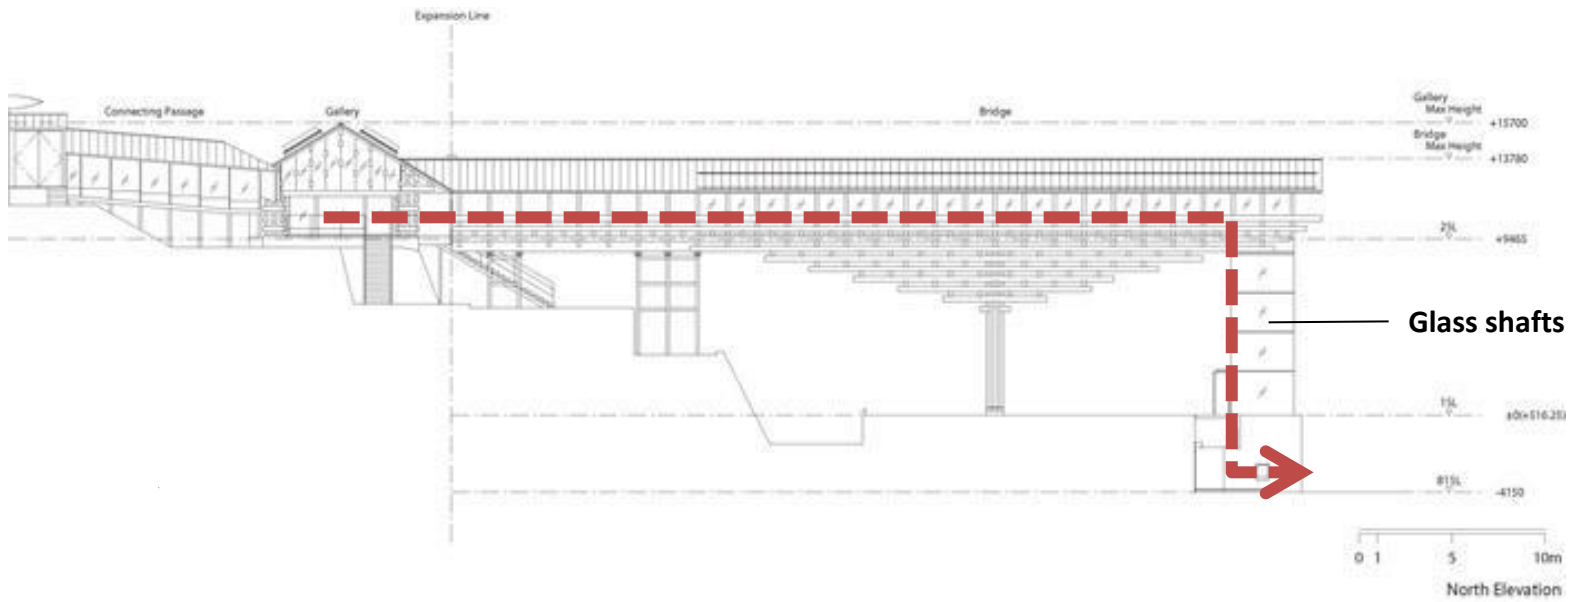 Expansion Line
Connecting Passage
Gallery
Bridge
Gallery
Max Height
+15700
Bridge
Max Height
+13780
2SL
+9465
Glass shafts
1SL
±0(+516.25)
B1SL
-4150
0 1 5 10m
North Elevation